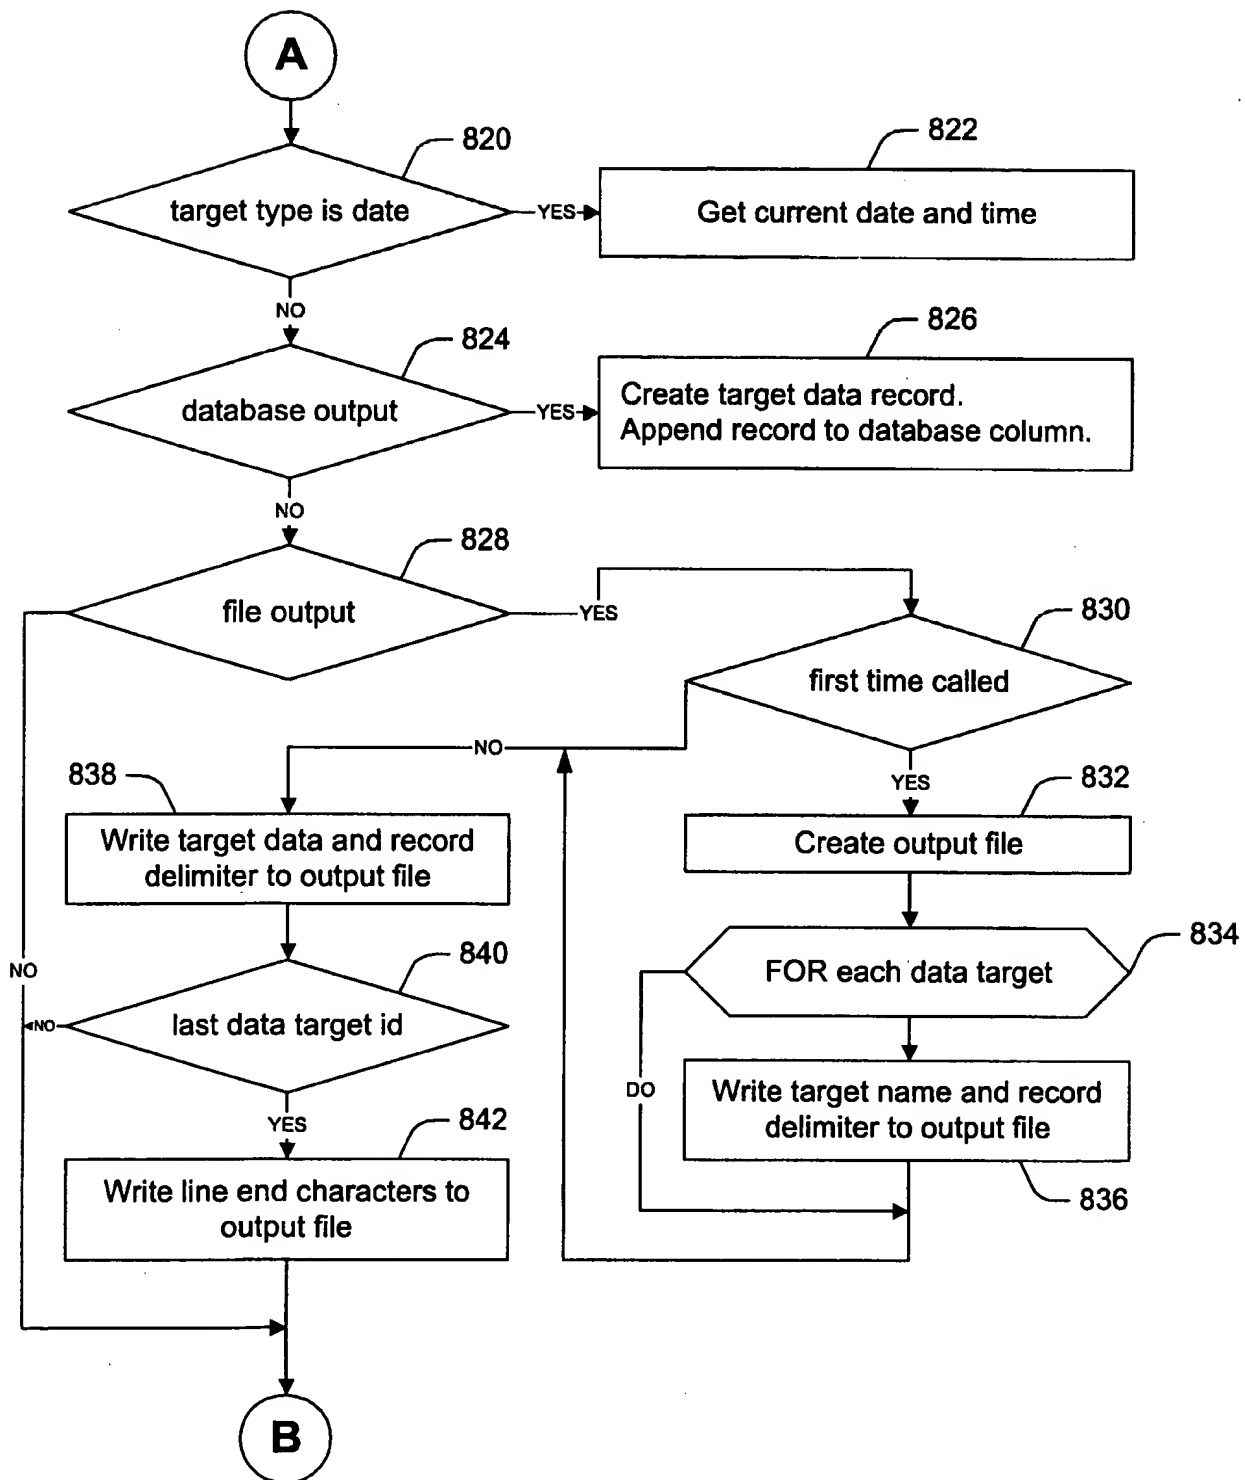 A
820
target type is date
YES
822
Get current date and time
NO
824
database output
YES
826
Create target data record.
Append record to database column.
NO
828
file output
YES
830
first time called
NO
YES
832
Create output file
838
Write target data and record
delimiter to output file
834
FOR each data target
NO
840
last data target id
NO
DO
Write target name and record
delimiter to output file
836
YES
842
Write line end characters to
output file
B